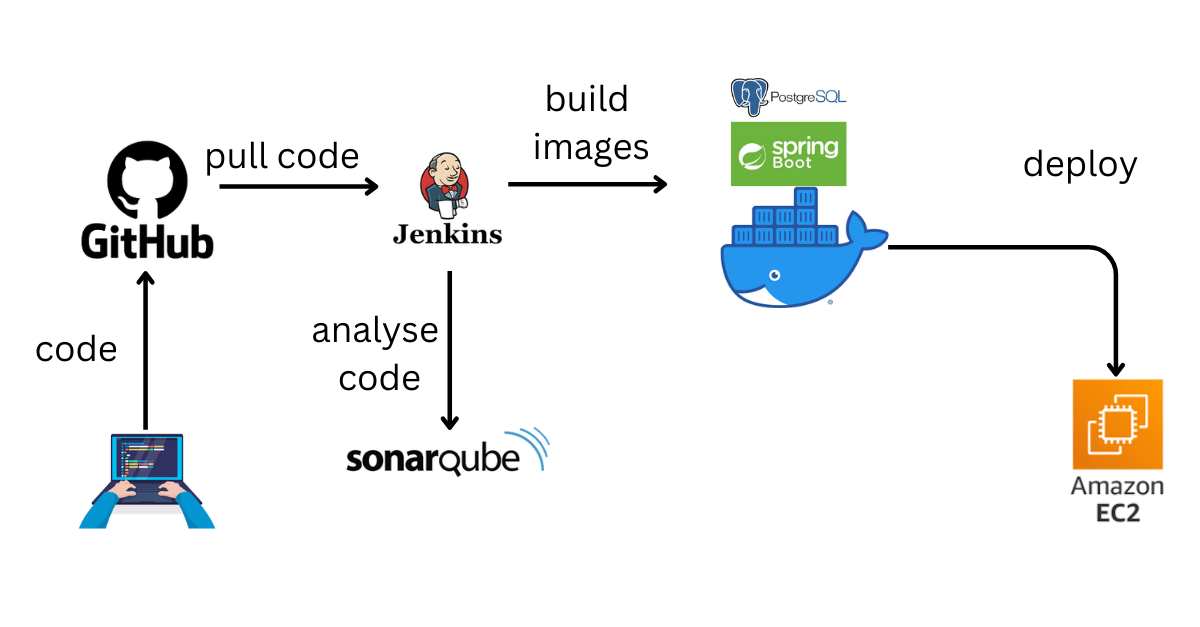 build
images
PostgreSQL
spring
Boot
pull code
deploy
GitHub
Jenkins
analyse
code
code
sonarqube
Amazon
EC2